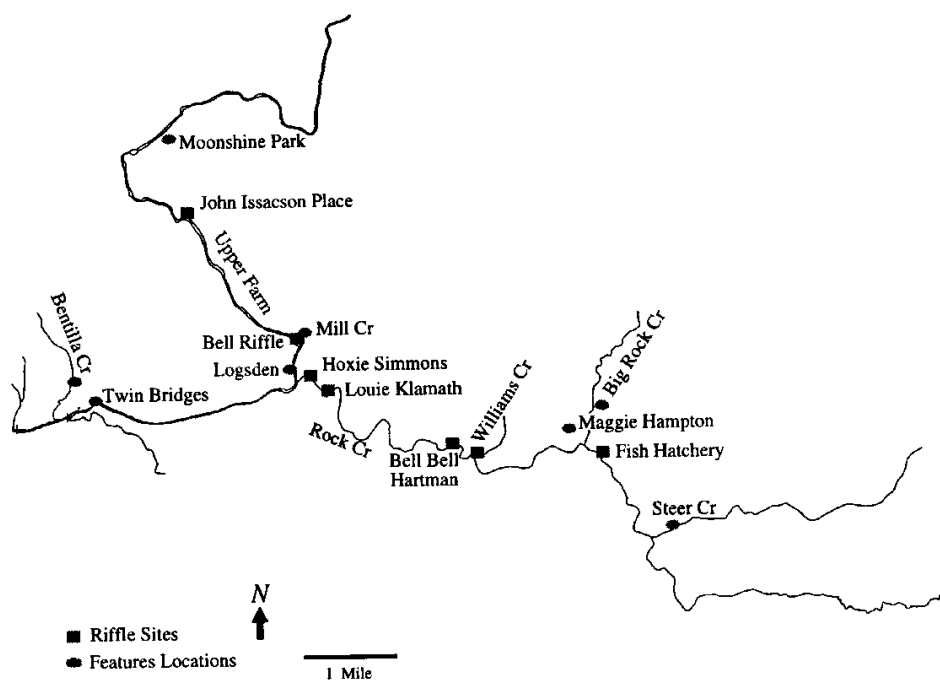 Moonshine Park
John Issacson Place
Upper Farm
Bentilla Cr
Mill Cr
Bell Riffle
Logsden
Hoxie Simmons
Louie Klamath
Twin Bridges
Rock Cr
Bell Bell
Hartman
Williams Cr
Big Rock Cr
Maggie Hampton
Fish Hatchery
Steer Cr
N
Riffle Sites
Features Locations
1 Mile